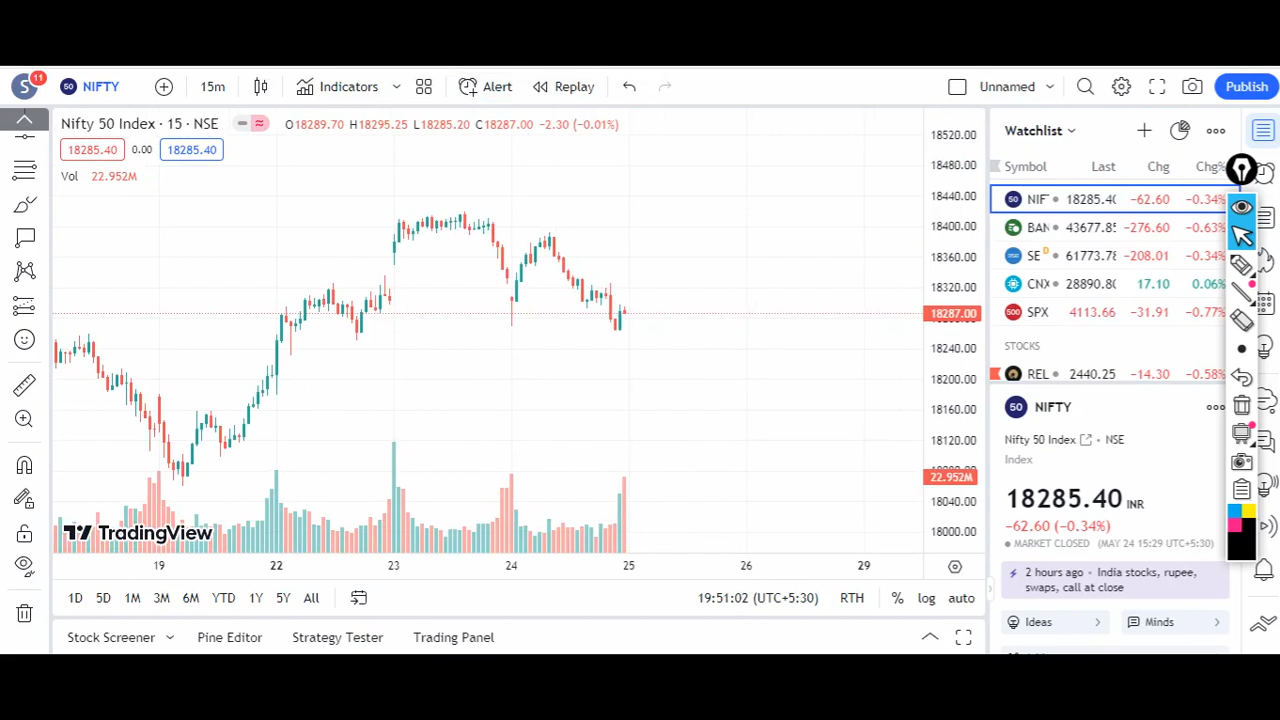 S 11 50 NIFTY 15m Indicators Alert Replay Unnamed Publish
Nifty 50 Index · 15 · NSE O18289.70 H18295.25 L18285.20 C18287.00 −2.30 (−0.01%)
18285.40 0.00 18285.40
Vol 22.952M
18520.00
18480.00
18440.00
18400.00
18360.00
18320.00
18287.00
18240.00
18200.00
18160.00
18120.00
22.952M
18040.00
18000.00
TradingView
19 22 23 24 25 26 29
1D 5D 1M 3M 6M YTD 1Y 5Y All 19:51:02 (UTC+5:30) RTH % log auto
Stock Screener Pine Editor Strategy Tester Trading Panel
Watchlist
Symbol Last Chg Chg%
50 NIF 18285.40 −62.60 −0.34%
BAN 43677.85 −276.60 −0.63%
SE D 61773.78 −208.01 −0.34%
CNX 28890.80 17.10 0.06%
500 SPX 4113.66 −31.91 −0.77%
STOCKS
REL 2440.25 −14.30 −0.58%
50 NIFTY
Nifty 50 Index • NSE
Index
18285.40 INR
−62.60 (−0.34%)
MARKET CLOSED (MAY 24 15:29 UTC+5:30)
2 hours ago · India stocks, rupee,
swaps, call at close
Ideas Minds